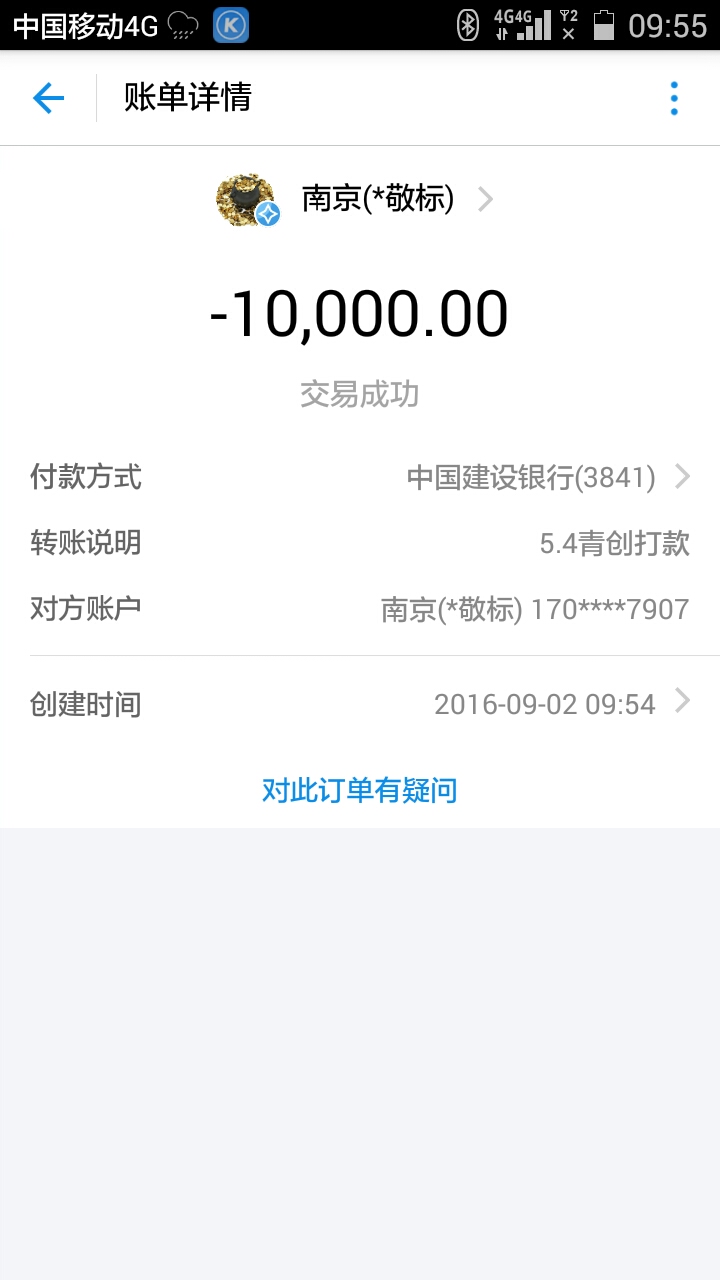 中国移动4G 4G4G 2 09:55
账单详情
南京(*敬标)
-10,000.00
交易成功
付款方式 中国建设银行(3841)
转账说明 5.4青创打款
对方账户 南京(*敬标) 170****7907
创建时间 2016-09-02 09:54
对此订单有疑问